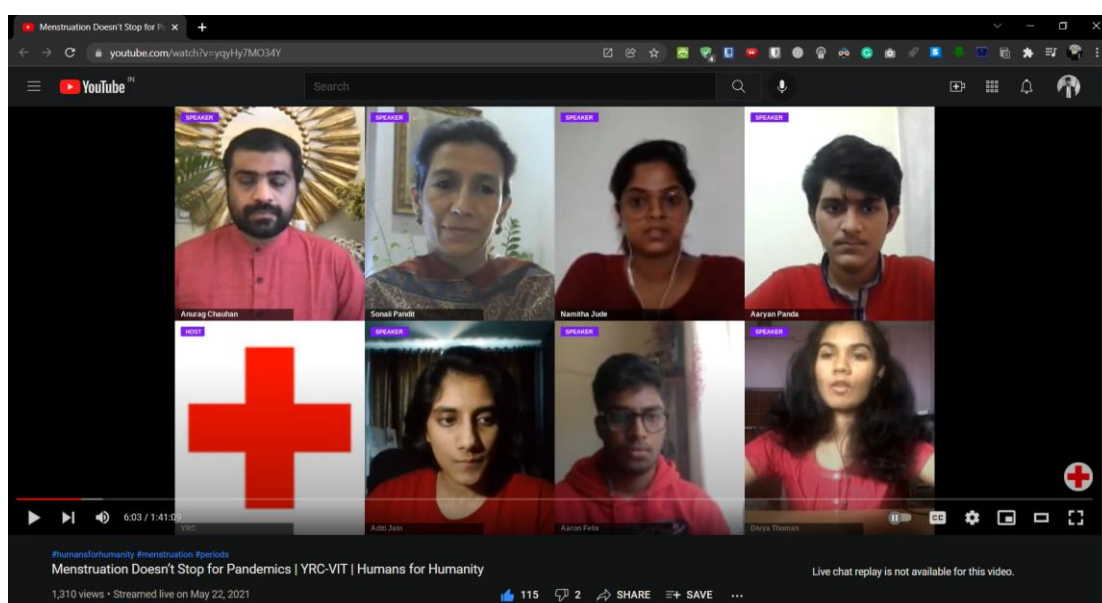 Menstruation Doesn't Stop for P
youtube.com/watch?v=yqyHy7MO34Y
YouTube IN
Search
SPEAKER SPEAKER SPEAKER SPEAKER
Anurag Chauhan Sonali Pandit Namitha Jude Aaryan Panda
HOST SPEAKER SPEAKER SPEAKER
YRC Aditi Jain Aaron Felix Divya Thomas
6:03 / 1:41:09 CC
#humansforhumanity #menstruation #periods
Menstruation Doesn't Stop for Pandemics | YRC-VIT | Humans for Humanity
Live chat replay is not available for this video.
1,310 views • Streamed live on May 22, 2021 115 2 SHARE SAVE